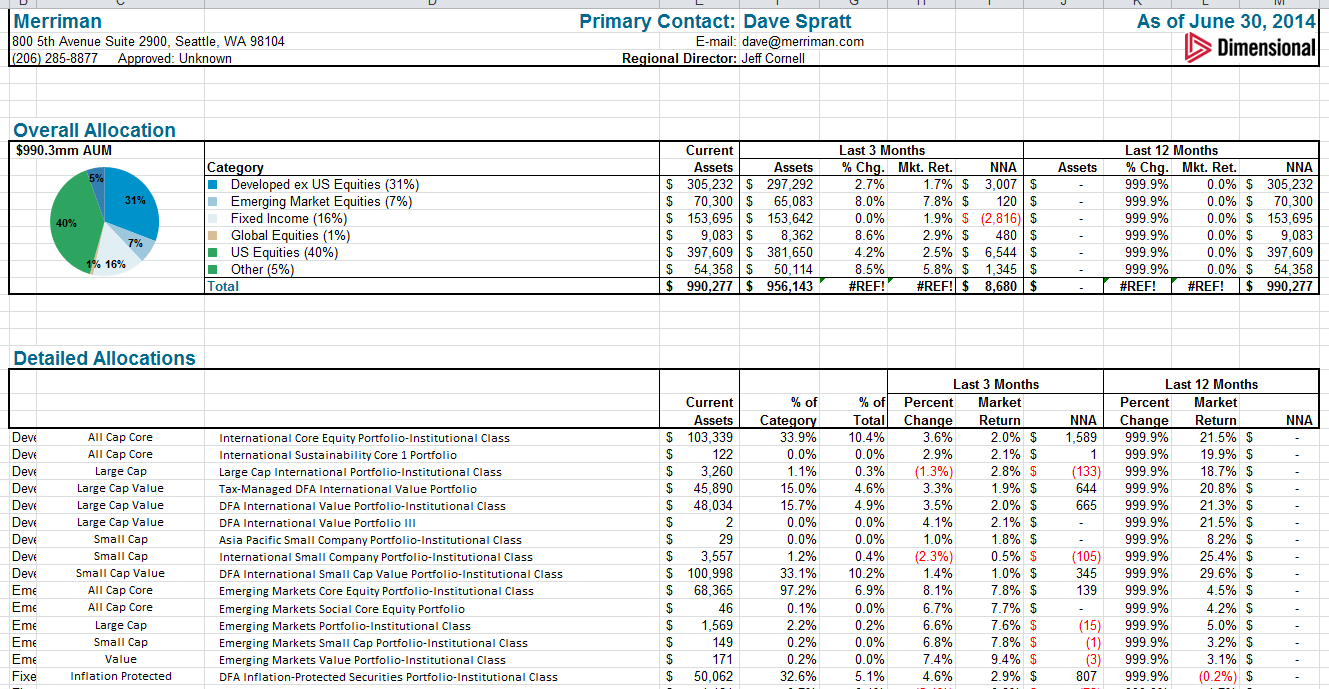 B C D E F G H I J K L M
Merriman Primary Contact: Dave Spratt As of June 30, 2014
800 5th Avenue Suite 2900, Seattle, WA 98104 E-mail: dave@merriman.com
(206) 285-8877 Approved: Unknown Regional Director: Jeff Cornell Dimensional
Overall Allocation
$990.3mm AUM Current Last 3 Months Last 12 Months
Category Assets Assets % Chg. Mkt. Ret. NNA Assets % Chg. Mkt. Ret. NNA
Developed ex US Equities (31%) $ 305,232 $ 297,292 2.7% 1.7% $ 3,007 $ - 999.9% 0.0% $ 305,232
Emerging Market Equities (7%) $ 70,300 $ 65,083 8.0% 7.8% $ 120 $ - 999.9% 0.0% $ 70,300
Fixed Income (16%) $ 153,695 $ 153,642 0.0% 1.9% $ (2,816) $ - 999.9% 0.0% $ 153,695
Global Equities (1%) $ 9,083 $ 8,362 8.6% 2.9% $ 480 $ - 999.9% 0.0% $ 9,083
US Equities (40%) $ 397,609 $ 381,650 4.2% 2.5% $ 6,544 $ - 999.9% 0.0% $ 397,609
Other (5%) $ 54,358 $ 50,114 8.5% 5.8% $ 1,345 $ - 999.9% 0.0% $ 54,358
Total $ 990,277 $ 956,143 #REF! #REF! $ 8,680 $ - #REF! #REF! $ 990,277
5%
31%
40%
7%
1% 16%
Detailed Allocations
Last 3 Months Last 12 Months
Current % of % of Percent Market Percent Market
Assets Category Total Change Return NNA Change Return NNA
Deve All Cap Core International Core Equity Portfolio-Institutional Class $ 103,339 33.9% 10.4% 3.6% 2.0% $ 1,589 999.9% 21.5% $ -
Deve All Cap Core International Sustainability Core 1 Portfolio $ 122 0.0% 0.0% 2.9% 2.1% $ 1 999.9% 19.9% $ -
Deve Large Cap Large Cap International Portfolio-Institutional Class $ 3,260 1.1% 0.3% (1.3%) 2.8% $ (133) 999.9% 18.7% $ -
Deve Large Cap Value Tax-Managed DFA International Value Portfolio $ 45,890 15.0% 4.6% 3.3% 1.9% $ 644 999.9% 20.8% $ -
Deve Large Cap Value DFA International Value Portfolio-Institutional Class $ 48,034 15.7% 4.9% 3.5% 2.0% $ 665 999.9% 21.3% $ -
Deve Large Cap Value DFA International Value Portfolio III $ 2 0.0% 0.0% 4.1% 2.1% $ - 999.9% 21.5% $ -
Deve Small Cap Asia Pacific Small Company Portfolio-Institutional Class $ 29 0.0% 0.0% 1.0% 1.8% $ - 999.9% 8.2% $ -
Deve Small Cap International Small Company Portfolio-Institutional Class $ 3,557 1.2% 0.4% (2.3%) 0.5% $ (105) 999.9% 25.4% $ -
Deve Small Cap Value DFA International Small Cap Value Portfolio-Institutional Class $ 100,998 33.1% 10.2% 1.4% 1.0% $ 345 999.9% 29.6% $ -
Eme All Cap Core Emerging Markets Core Equity Portfolio-Institutional Class $ 68,365 97.2% 6.9% 8.1% 7.8% $ 139 999.9% 4.5% $ -
Eme All Cap Core Emerging Markets Social Core Equity Portfolio $ 46 0.1% 0.0% 6.7% 7.7% $ - 999.9% 4.2% $ -
Eme Large Cap Emerging Markets Portfolio-Institutional Class $ 1,569 2.2% 0.2% 6.6% 7.6% $ (15) 999.9% 5.0% $ -
Eme Small Cap Emerging Markets Small Cap Portfolio-Institutional Class $ 149 0.2% 0.0% 6.8% 7.8% $ (1) 999.9% 3.2% $ -
Eme Value Emerging Markets Value Portfolio-Institutional Class $ 171 0.2% 0.0% 7.4% 9.4% $ (3) 999.9% 3.1% $ -
Fixe Inflation Protected DFA Inflation-Protected Securities Portfolio-Institutional Class $ 50,062 32.6% 5.1% 4.6% 2.9% $ 807 999.9% (0.2%) $ -